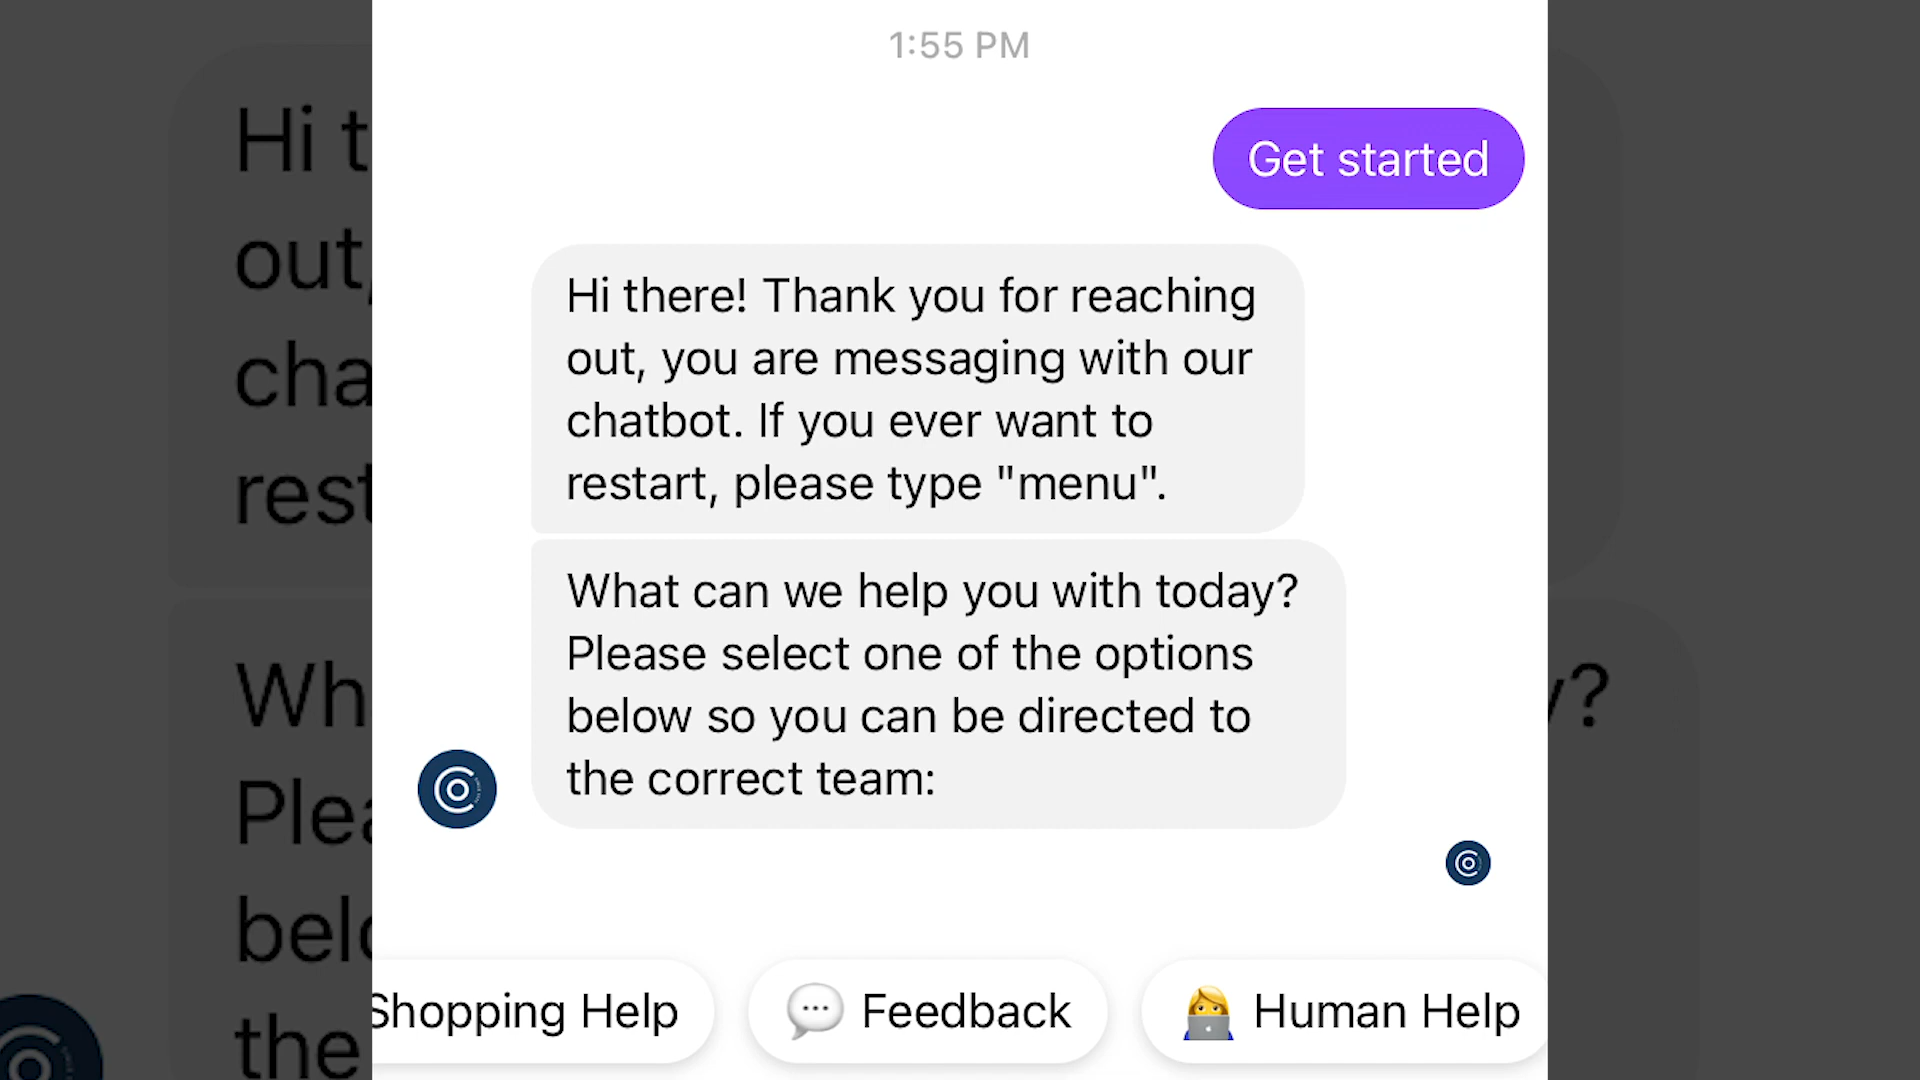 1:55 PM
Get started
Hi there! Thank you for reaching
out, you are messaging with our
chatbot. If you ever want to
restart, please type "menu".
What can we help you with today?
Please select one of the options
below so you can be directed to
the correct team:
Shopping Help
Feedback
Human Help